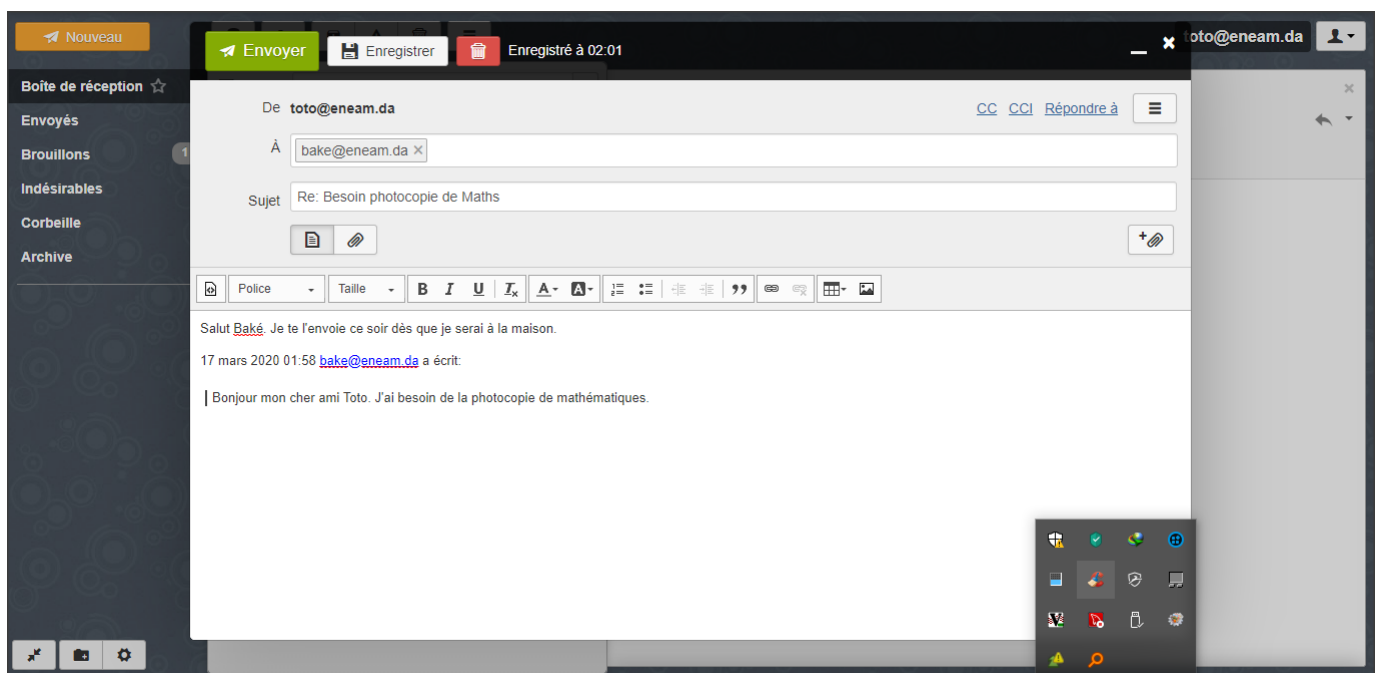 Nouveau
Envoyer Enregistrer Enregistré à 02:01
toto@eneam.da
Boîte de réception
Envoyés
Brouillons 1
Indésirables
Corbeille
Archive
De toto@eneam.da CC CCI Répondre à
À bake@eneam.da ×
Sujet Re: Besoin photocopie de Maths
Police Taille B I U Ix A A
Salut Baké. Je te l'envoie ce soir dès que je serai à la maison.
17 mars 2020 01:58 bake@eneam.da a écrit:
Bonjour mon cher ami Toto. J'ai besoin de la photocopie de mathématiques.